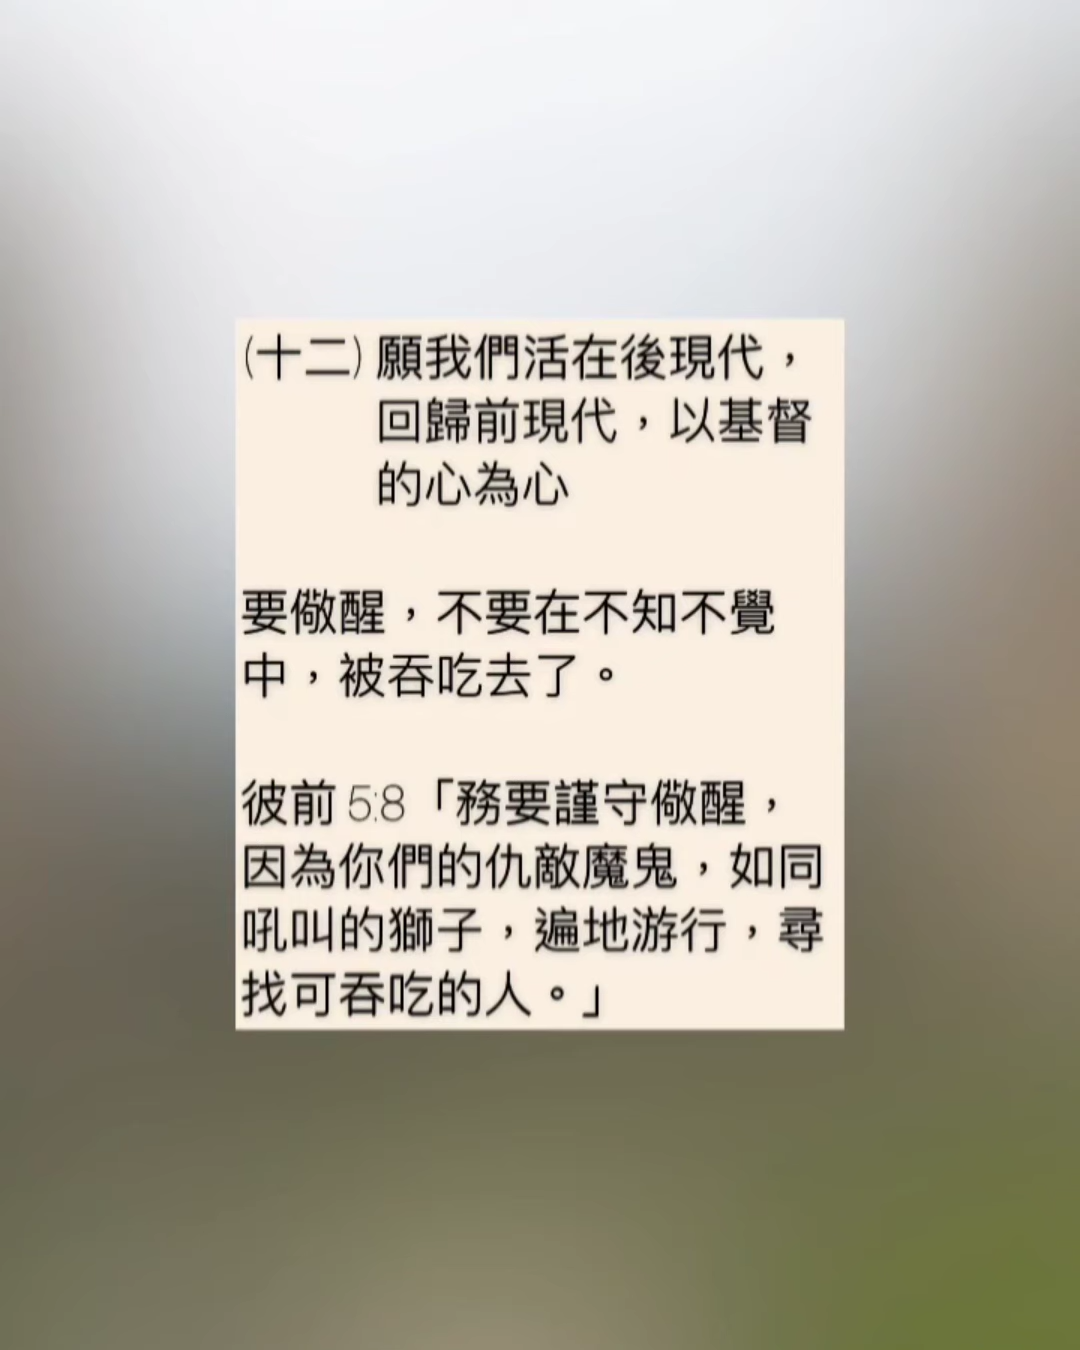 (十二) 願我們活在後現代，
回歸前現代，以基督
的心為心
要儆醒，不要在不知不覺
中，被吞吃去了。
彼前 5:8「務要謹守儆醒，
因為你們的仇敵魔鬼，如同
吼叫的獅子，遍地游行，尋
找可吞吃的人。」